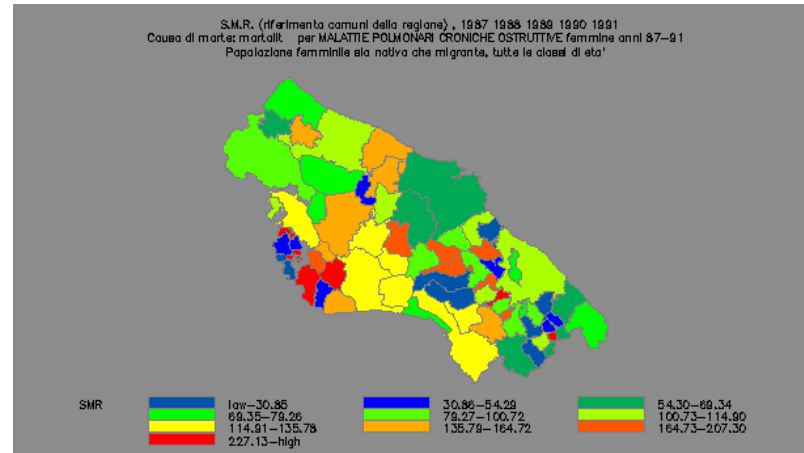 S.M.R. (riferimento comuni della regione) , 1987 1988 1989 1990 1991
Causa di morte: mortalit per MALATTIE POLMONARI CRONICHE OSTRUTTIVE femmine anni 87-91
Popolazione femminile sia nativa che migrante, tutte le classi di eta'
SMR low-30.85 30.86-54.29 54.30-69.34
69.35-79.26 79.27-100.72 100.73-114.90
114.91-135.78 135.79-164.72 164.73-207.30
227.13-high